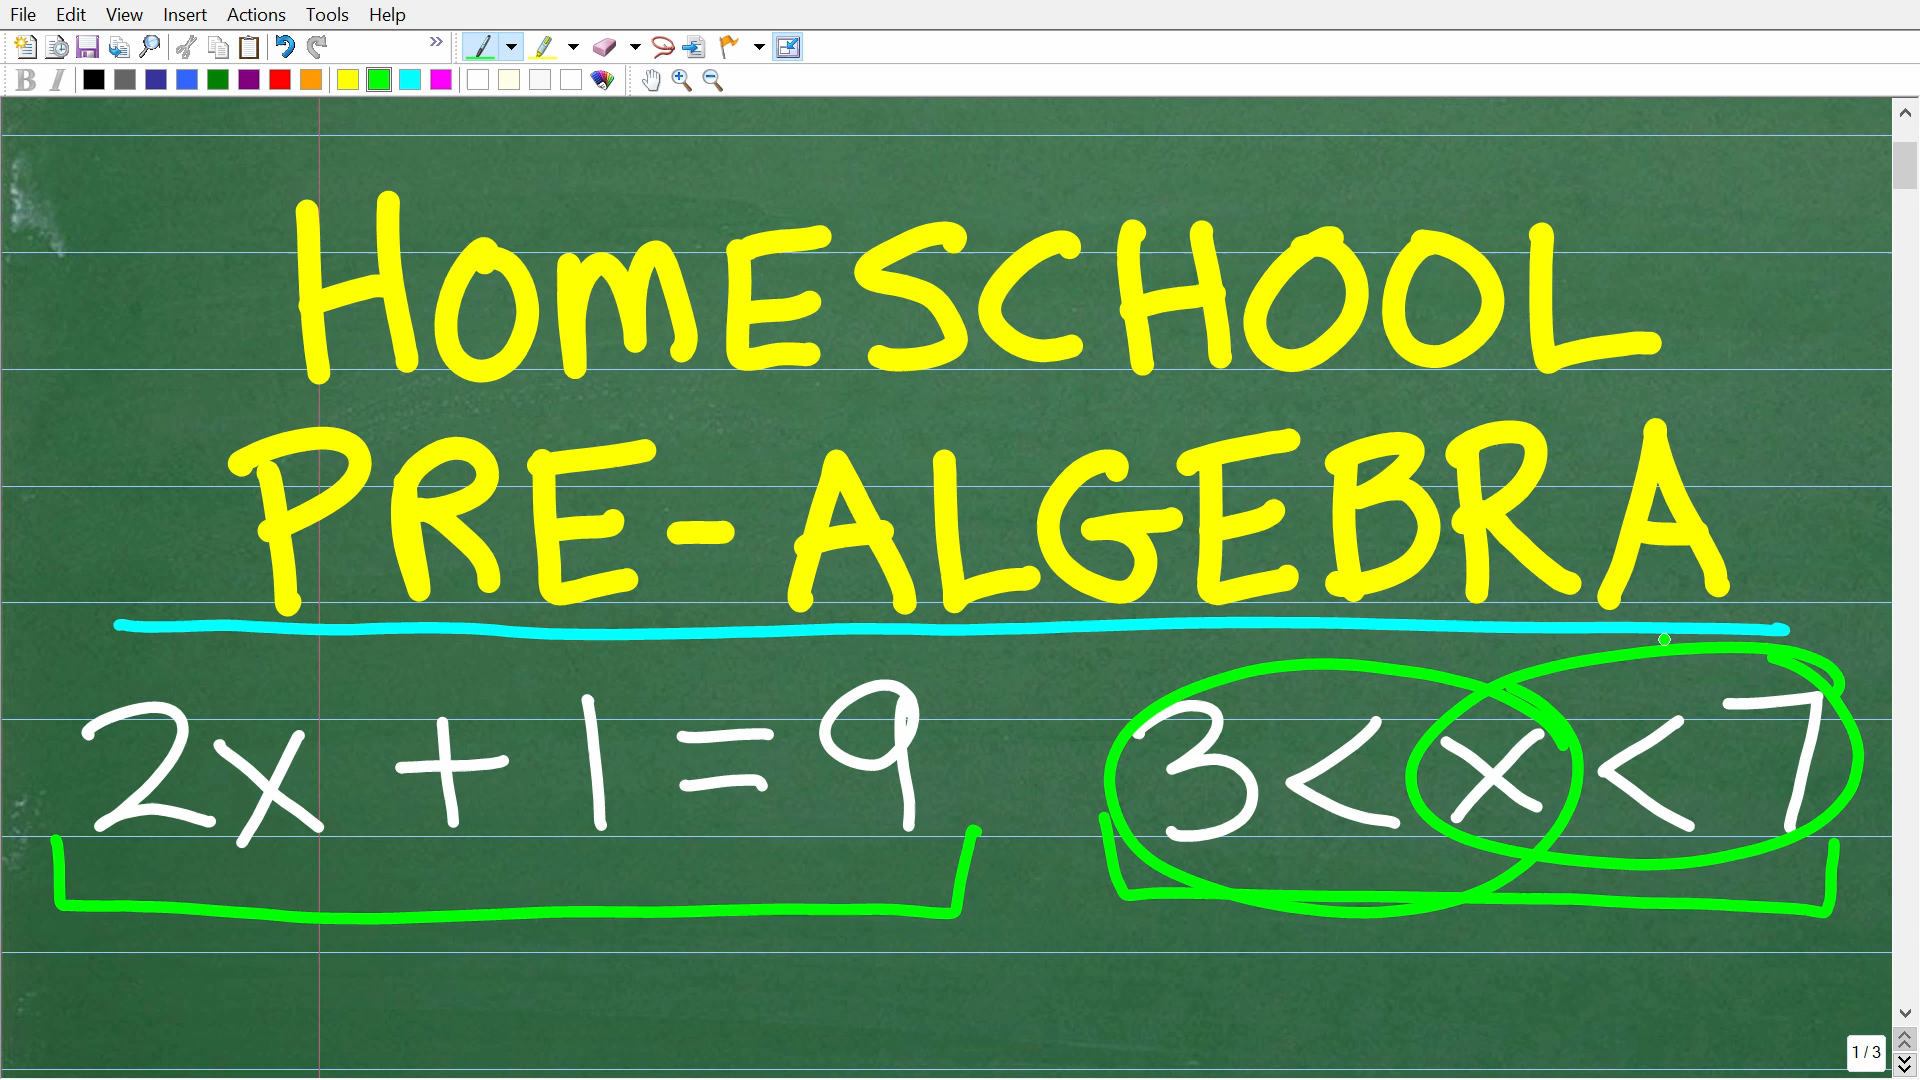 File Edit View Insert Actions Tools Help
B I
HOMESCHOOL
PRE-ALGEBRA
2x + 1 = 9
3 < x < 7
1 / 3